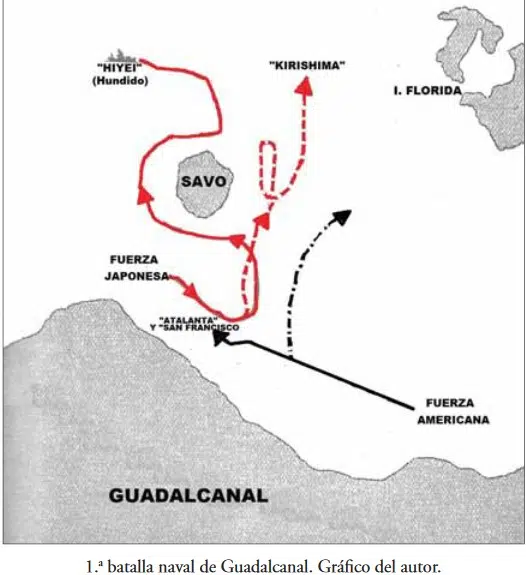 "HIYEI"
(Hundido)
"KIRISHIMA"
I. FLORIDA
SAVO
FUERZA
JAPONESA
"ATALANTA"
Y "SAN FRANCISCO
FUERZA
AMERICANA
GUADALCANAL
1.ª batalla naval de Guadalcanal. Gráfico del autor.